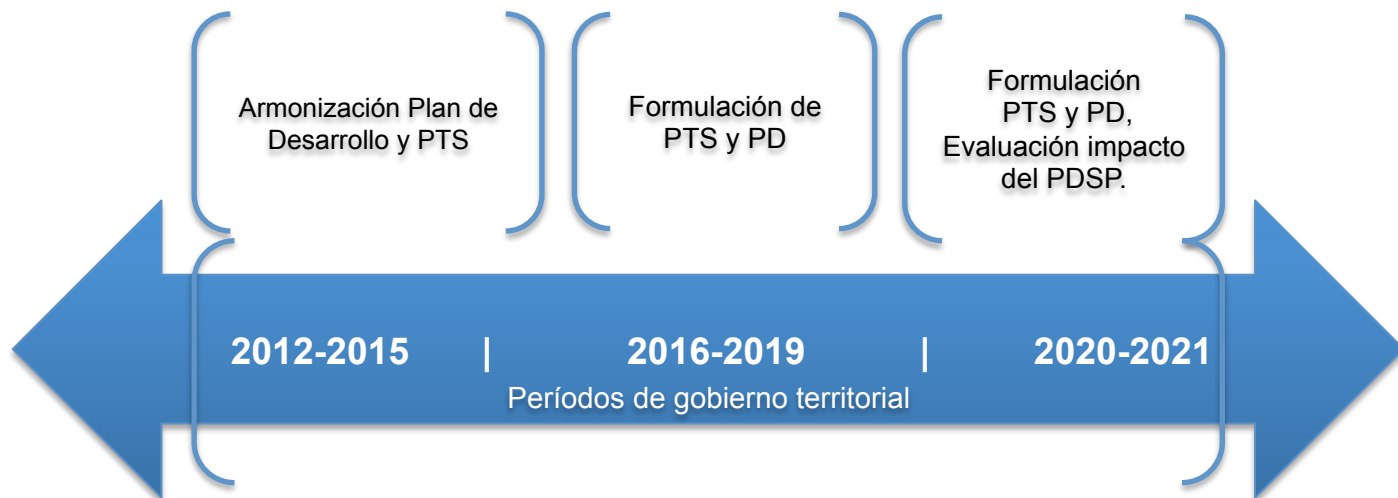 Armonización Plan de
Desarrollo y PTS
Formulación de
PTS y PD
Formulación
PTS y PD,
Evaluación impacto
del PDSP.
2012-2015 | 2016-2019 | 2020-2021
Períodos de gobierno territorial